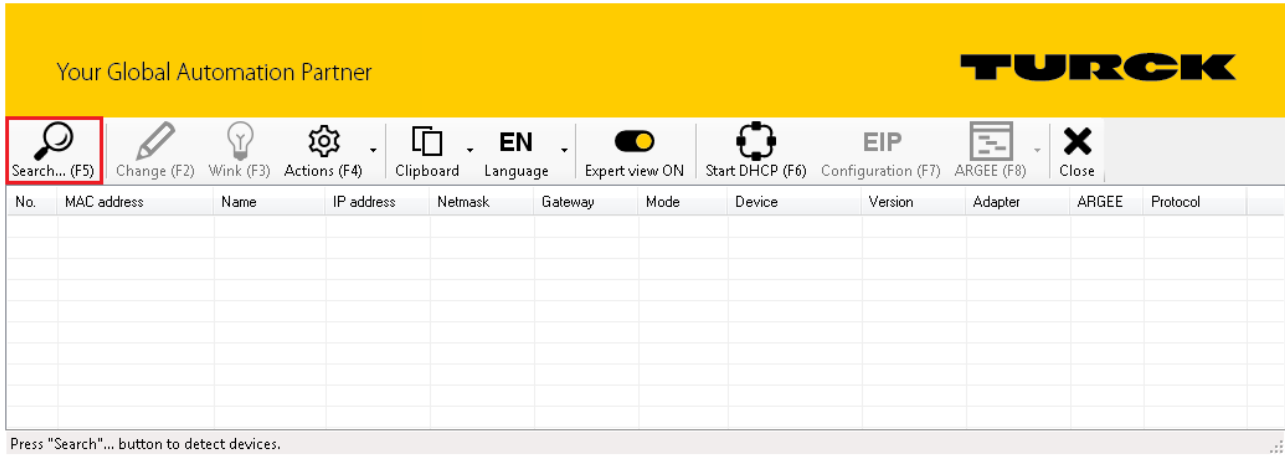 Your Global Automation Partner
TURCK
EN
EIP
Search... (F5) Change (F2) Wink (F3) Actions (F4) Clipboard Language Expert view ON Start DHCP (F6) Configuration (F7) ARGEE (F8) Close
No. MAC address Name IP address Netmask Gateway Mode Device Version Adapter ARGEE Protocol
Press "Search"... button to detect devices.